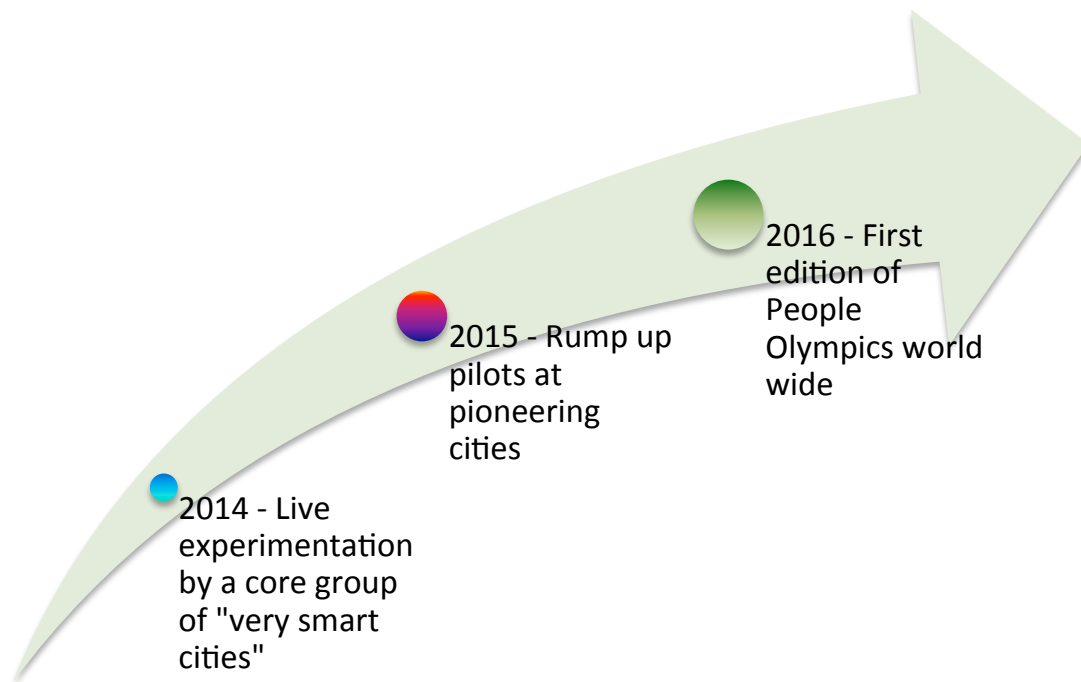 2014 - Live
experimentation
by a core group
of "very smart
cities"
2015 - Rump up
pilots at
pioneering
cities
2016 - First
edition of
People
Olympics world
wide